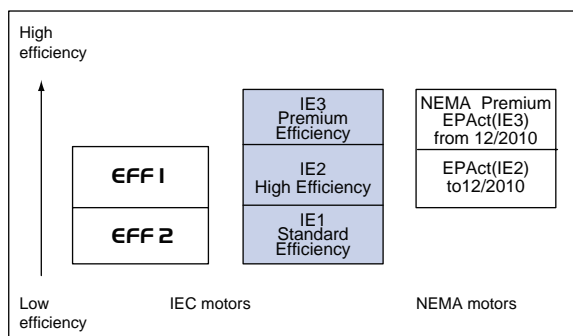 High
efficiency
EFF 1
EFF 2
Low
efficiency
IE3
Premium
Efficiency
IE2
High Efficiency
IE1
Standard
Efficiency
IEC motors
NEMA Premium
EPAct(IE3)
from 12/2010
EPAct(IE2)
to12/2010
NEMA motors